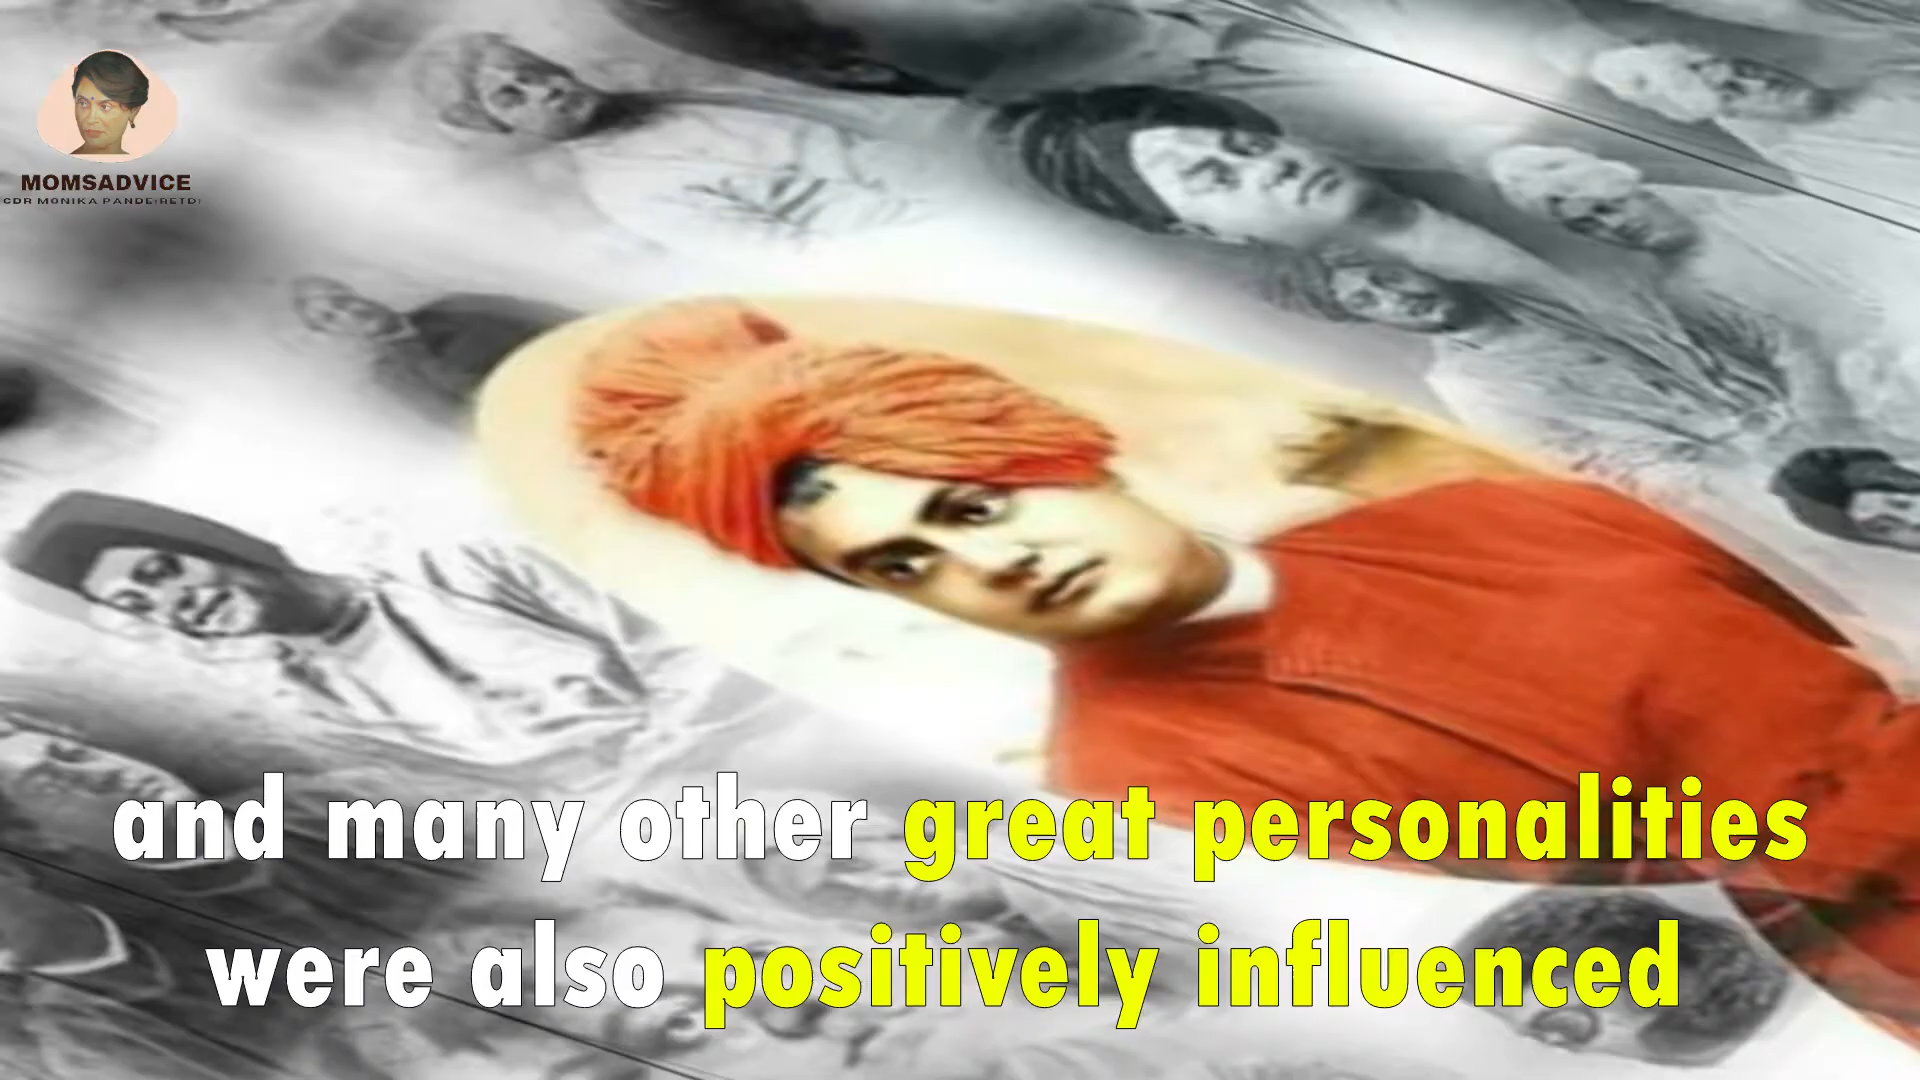 MOMSADVICE
CDR MONIKA PANDE(RETD)
and many other great personalities
were also positively influenced